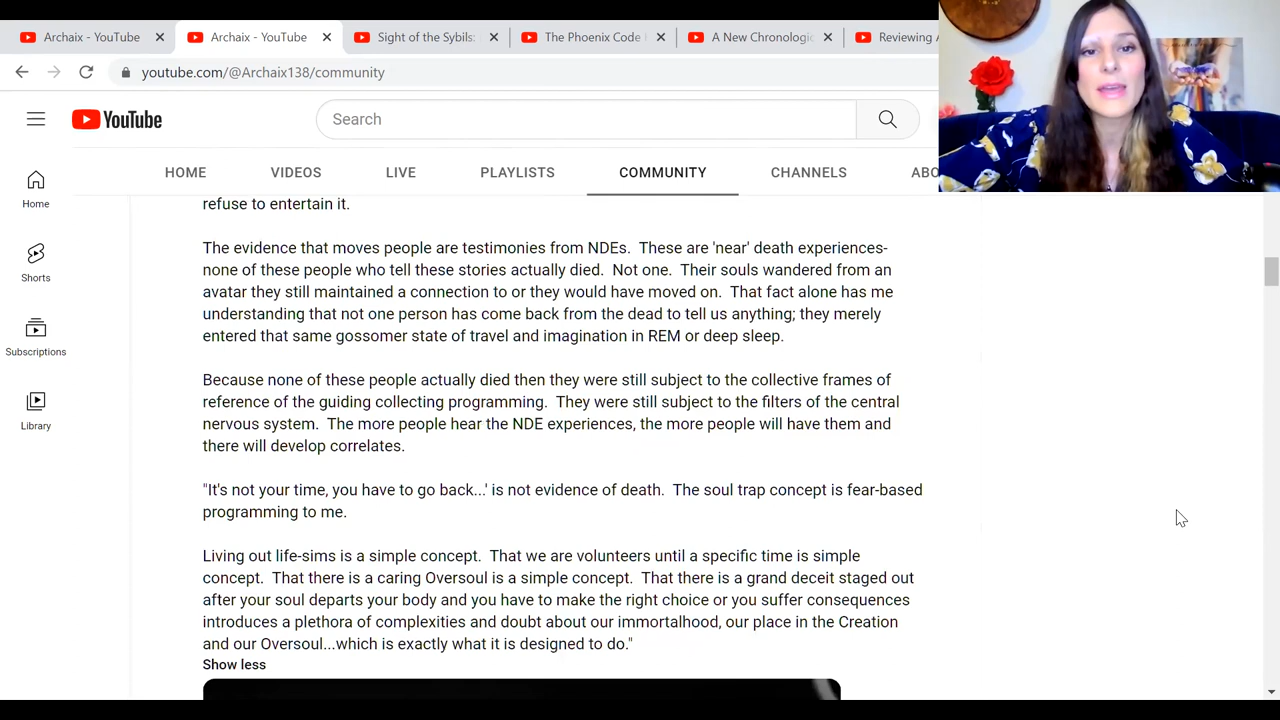 Archaix - YouTube
Archaix - YouTube
Sight of the Sybils:
The Phoenix Code
A New Chronologic
Reviewing
youtube.com/@Archaix138/community
YouTube
Search
HOME
VIDEOS
LIVE
PLAYLISTS
COMMUNITY
CHANNELS
ABO
Home
Shorts
Subscriptions
Library
refuse to entertain it.
The evidence that moves people are testimonies from NDEs. These are 'near' death experiences-
none of these people who tell these stories actually died. Not one. Their souls wandered from an
avatar they still maintained a connection to or they would have moved on. That fact alone has me
understanding that not one person has come back from the dead to tell us anything; they merely
entered that same gossomer state of travel and imagination in REM or deep sleep.
Because none of these people actually died then they were still subject to the collective frames of
reference of the guiding collecting programming. They were still subject to the filters of the central
nervous system. The more people hear the NDE experiences, the more people will have them and
there will develop correlates.
"It's not your time, you have to go back...' is not evidence of death. The soul trap concept is fear-based
programming to me.
Living out life-sims is a simple concept. That we are volunteers until a specific time is simple
concept. That there is a caring Oversoul is a simple concept. That there is a grand deceit staged out
after your soul departs your body and you have to make the right choice or you suffer consequences
introduces a plethora of complexities and doubt about our immortalhood, our place in the Creation
and our Oversoul...which is exactly what it is designed to do."
Show less